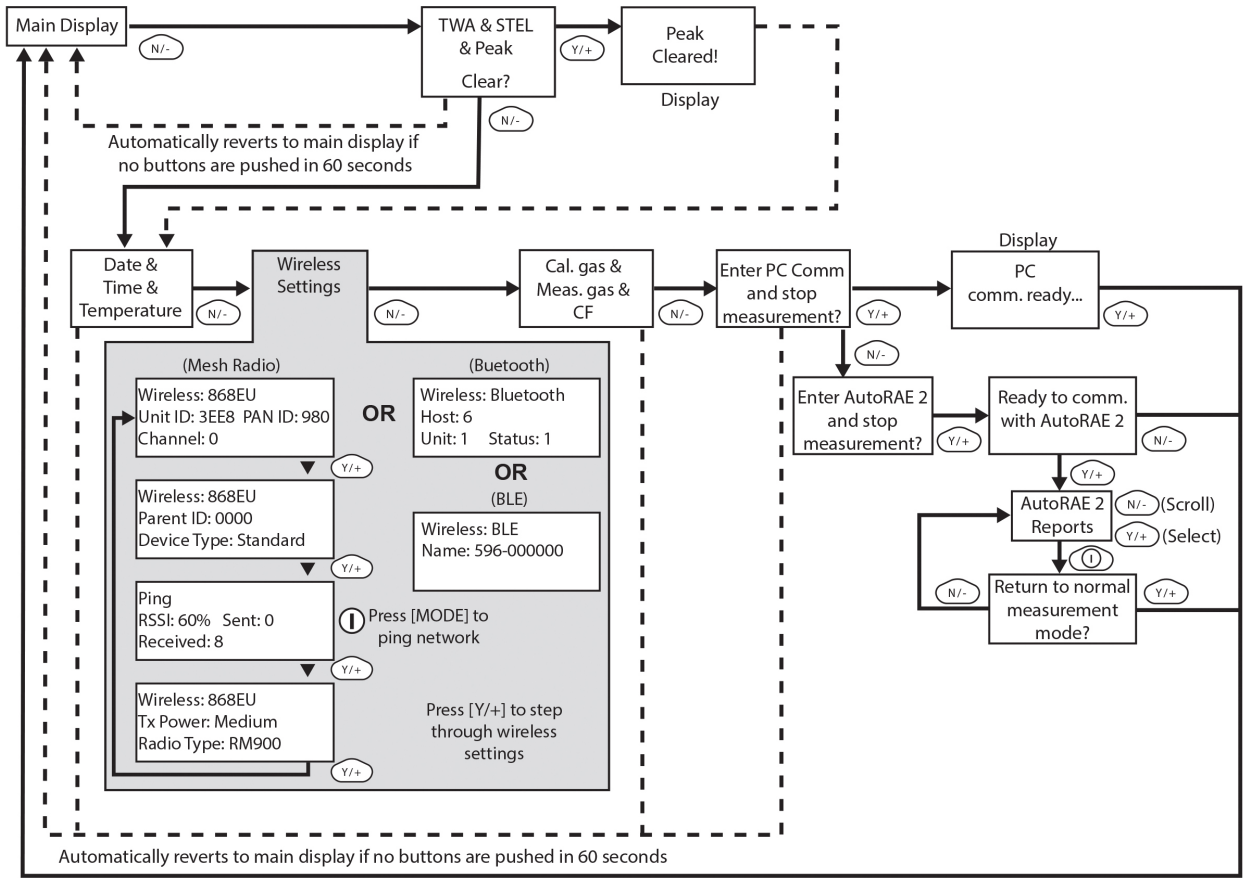 Main Display
N/-
TWA & STEL
& Peak
Clear?
Y/+
Peak
Cleared!
Display
N/-
Automatically reverts to main display if
no buttons are pushed in 60 seconds
Date &
Time &
Temperature
N/-
Wireless
Settings
N/-
Cal. gas &
Meas. gas &
CF
N/-
Enter PC Comm
and stop
measurement?
Y/+
Display
PC
comm. ready...
Y/+
N/-
(Mesh Radio)
Wireless: 868EU
Unit ID: 3EE8 PAN ID: 980
Channel: 0
Y/+
Wireless: 868EU
Parent ID: 0000
Device Type: Standard
Y/+
Ping
RSSI: 60% Sent: 0
Received: 8
Press [MODE] to
ping network
Y/+
Wireless: 868EU
Tx Power: Medium
Radio Type: RM900
Y/+
OR
(Buetooth)
Wireless: Bluetooth
Host: 6
Unit: 1 Status: 1
OR
(BLE)
Wireless: BLE
Name: 596-000000
Press [Y/+] to step
through wireless
settings
Enter AutoRAE 2
and stop
measurement?
Y/+
Ready to comm.
with AutoRAE 2
N/-
Y/+
AutoRAE 2
Reports
N/- (Scroll)
Y/+ (Select)
Return to normal
measurement
mode?
N/-
Y/+
Automatically reverts to main display if no buttons are pushed in 60 seconds